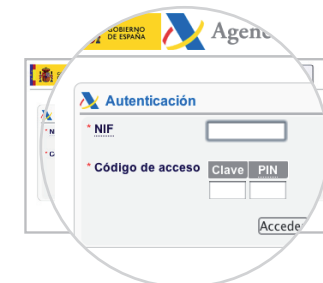 GOBIERNO
DE ESPAÑA
Agenc
Autenticación
* NIF
* Código de acceso
Clave PIN
Accede